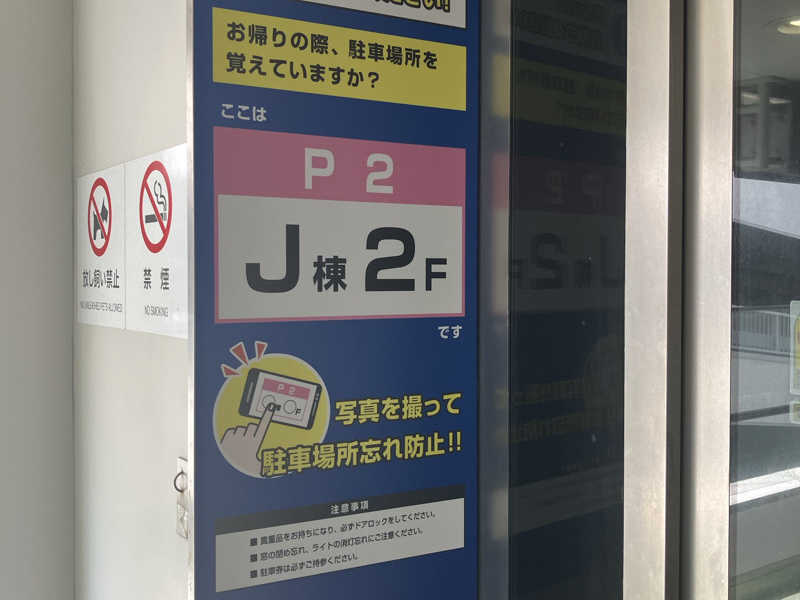 お帰りの際、駐車場所を
覚えていますか？
ここは
P 2
J棟 2F
です
P 2
F
写真を撮って
駐車場所忘れ防止!!
注意事項
■ 貴重品をお持ちになり、必ずドアロックをしてください。
■ 窓の閉め忘れ、ライトの消灯忘れにご注意ください。
■ 駐車券は必ずご持参ください。
放し飼い禁止
禁煙
NO SMOKING